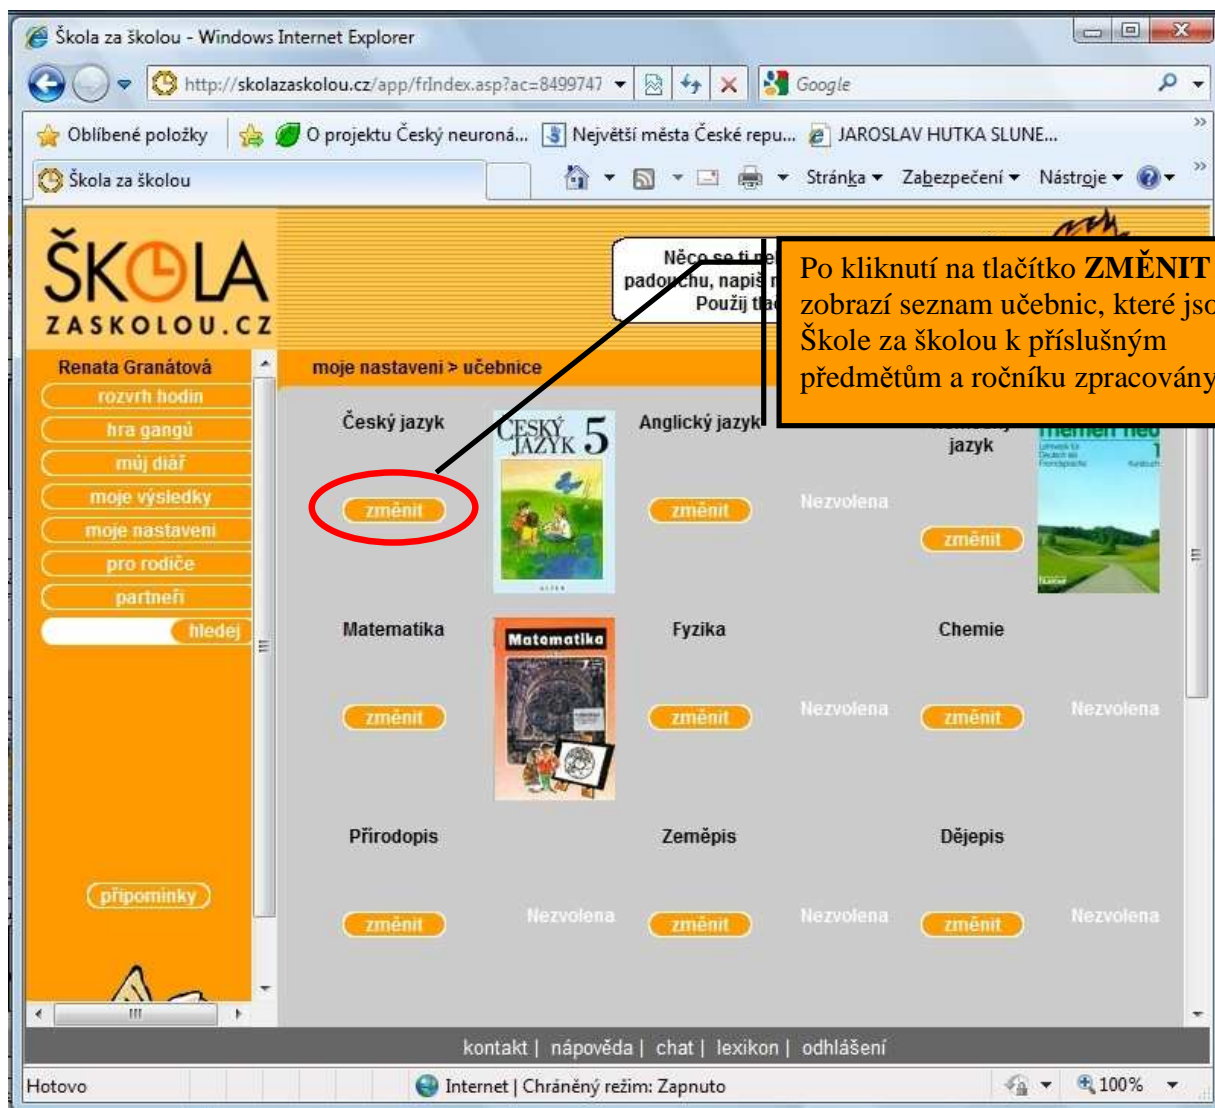 Škola za školou - Windows Internet Explorer
http://skolazaskolou.cz/app/frIndex.asp?ac=8499747
Google
Oblíbené položky
O projektu Český neuroná...
Největší města České repu...
JAROSLAV HUTKA SLUNE...
Škola za školou
Stránka
Zabezpečení
Nástroje
ŠKOLA
ZASKOLOU.CZ
Něco se ti
padouchu, napiš
Použij
Po kliknutí na tlačítko ZMĚNIT
zobrazí seznam učebnic, které
Škole za školou k příslušným
předmětům a ročníku zpracovány
Renata Granátová
rozvrh hodin
hra gangů
můj diář
moje výsledky
moje nastavení
pro rodiče
partneři
hledej
připomínky
moje nastavení > učebnice
Český jazyk
změnit
ČESKÝ JAZYK 5
Anglický jazyk
změnit
Nezvolena
jazyk
změnit
1
Matematika
změnit
Matematika
Fyzika
změnit
Nezvolena
Chemie
změnit
Nezvolena
Přírodopis
změnit
Nezvolena
Zeměpis
změnit
Nezvolena
Dějepis
změnit
Nezvolena
kontakt | nápověda | chat | lexikon | odhlášení
Hotovo
Internet | Chráněný režim: Zapnuto
100%